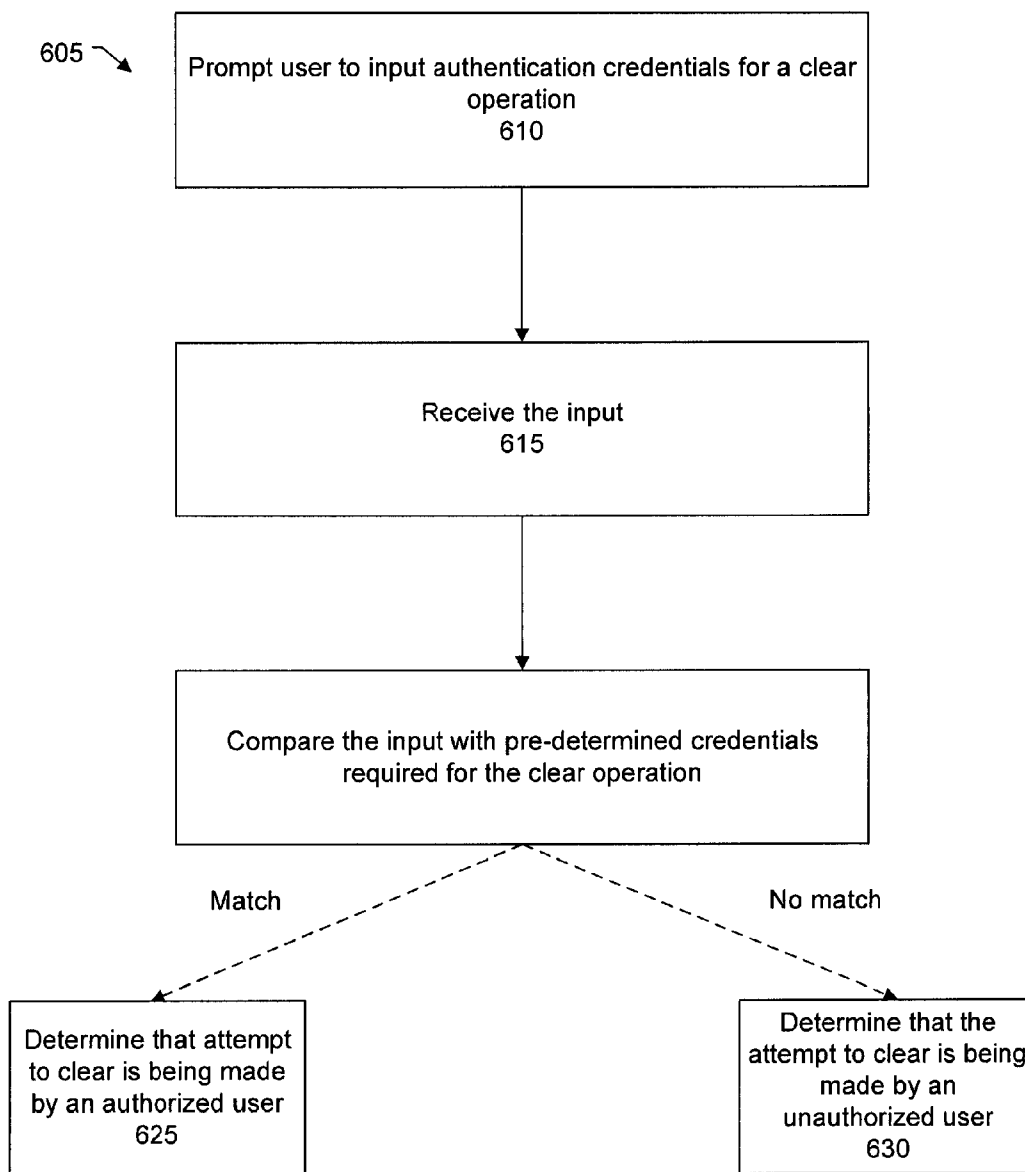 605
Prompt user to input authentication credentials for a clear
operation
610
Receive the input
615
Compare the input with pre-determined credentials
required for the clear operation
Match
No match
Determine that attempt
to clear is being made
by an authorized user
625
Determine that the
attempt to clear is being
made by an
unauthorized user
630